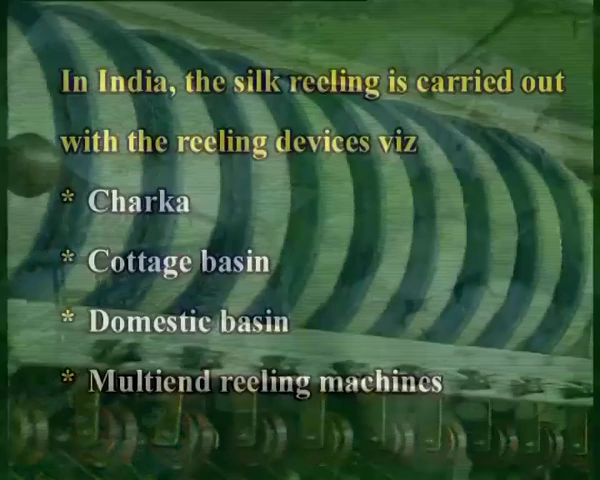 In India, the silk reeling is carried out
with the reeling devices viz
* Charka
* Cottage basin
* Domestic basin
* Multiend reeling machines